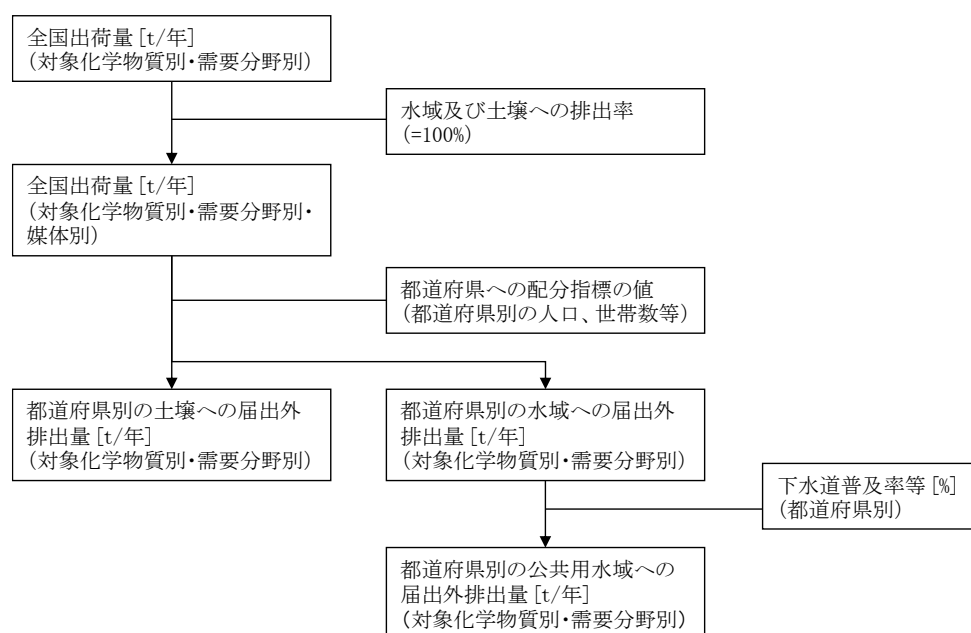 全国出荷量[t/年]
(対象化学物質別・需要分野別)
水域及び土壌への排出率
(=100%)
全国出荷量[t/年]
(対象化学物質別・需要分野別・
媒体別)
都道府県への配分指標の値
(都道府県別の人口、世帯数等)
都道府県別の土壌への届出外
排出量[t/年]
(対象化学物質別・需要分野別)
都道府県別の水域への届出外
排出量[t/年]
(対象化学物質別・需要分野別)
下水道普及率等[%]
(都道府県別)
都道府県別の公共用水域への
届出外排出量[t/年]
(対象化学物質別・需要分野別)